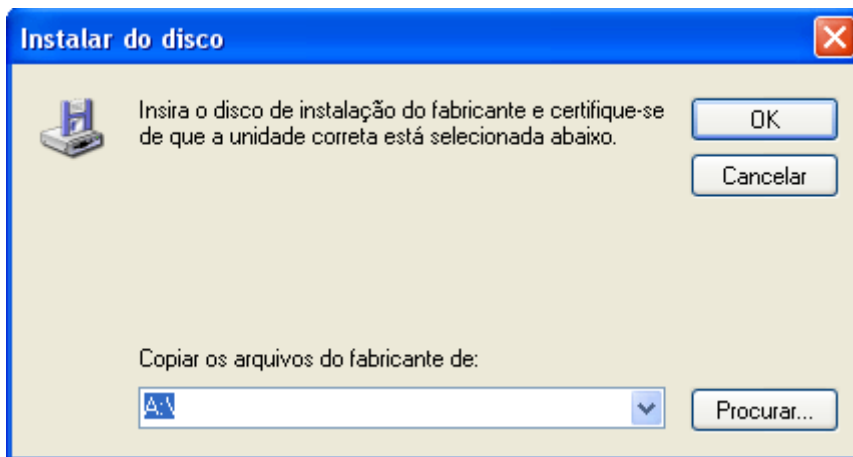 Instalar do disco
Insira o disco de instalação do fabricante e certifique-se
de que a unidade correta está selecionada abaixo.
OK
Cancelar
Copiar os arquivos do fabricante de:
A:\
Procurar...